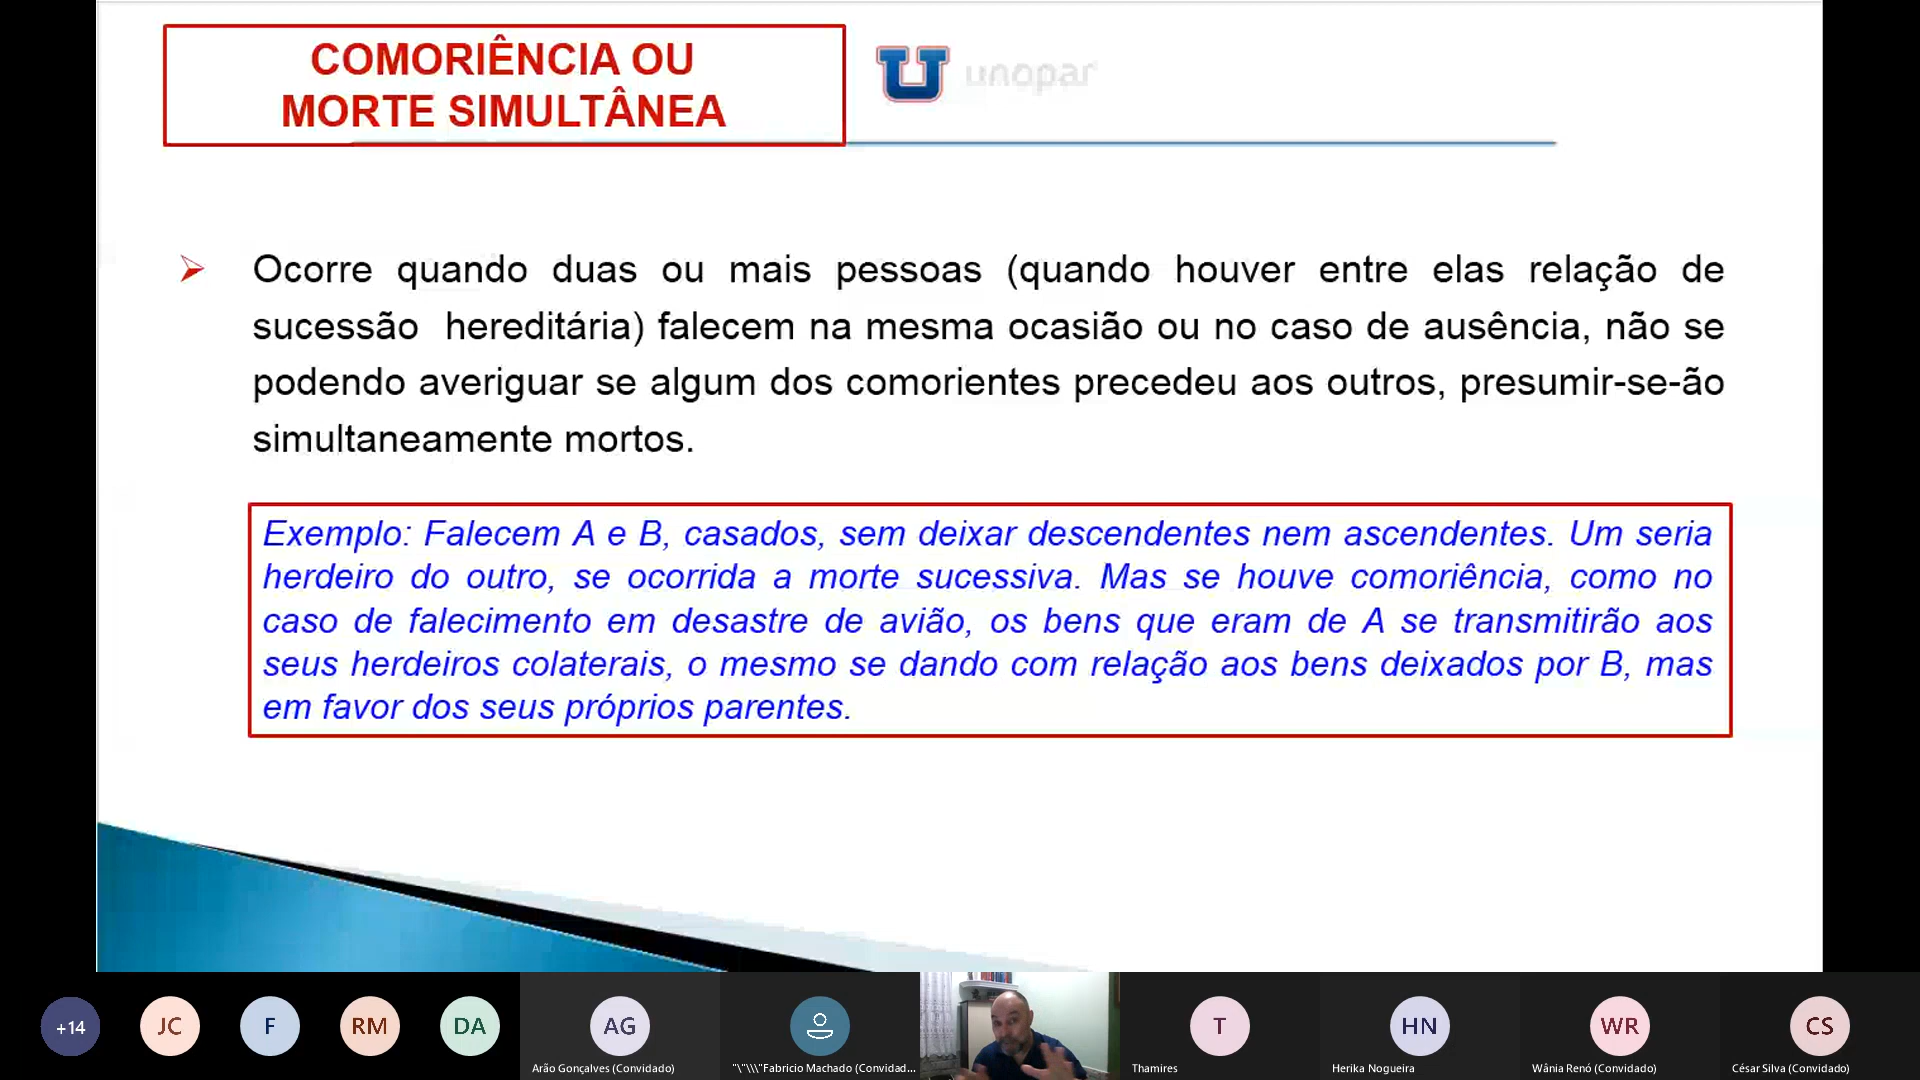 COMORIÊNCIA OU
MORTE SIMULTÂNEA
unopar
Ocorre quando duas ou mais pessoas (quando houver entre elas relação de
sucessão hereditária) falecem na mesma ocasião ou no caso de ausência, não se
podendo averiguar se algum dos comorientes precedeu aos outros, presumir-se-ão
simultaneamente mortos.
Exemplo: Falecem A e B, casados, sem deixar descendentes nem ascendentes. Um seria
herdeiro do outro, se ocorrida a morte sucessiva. Mas se houve comoriência, como no
caso de falecimento em desastre de avião, os bens que eram de A se transmitirão aos
seus herdeiros colaterais, o mesmo se dando com relação aos bens deixados por B, mas
em favor dos seus próprios parentes.
+14
JC
F
RM
DA
AG
T
HN
WR
CS
Arão Gonçalves (Convidado)
"\"\\\"Fabricio Machado (Convidad...
Thamires
Herika Nogueira
Wânia Renó (Convidado)
César Silva (Convidado)